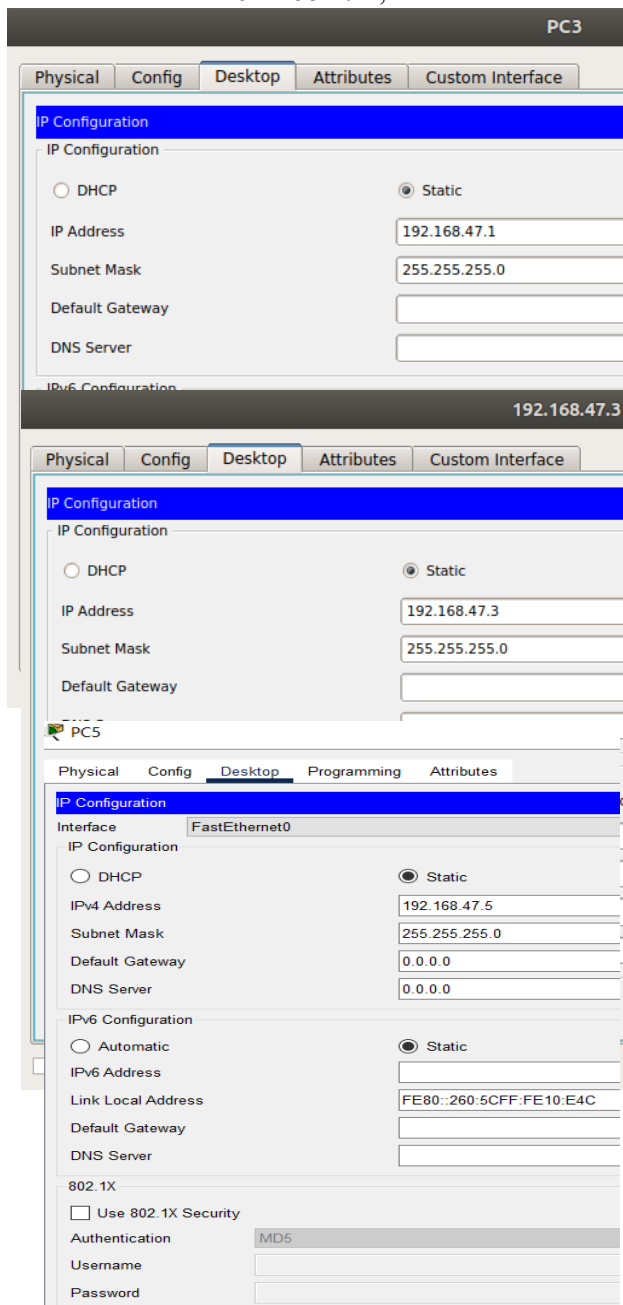 PC3
Physical Config Desktop Attributes Custom Interface
IP Configuration
IP Configuration
DHCP Static
IP Address 192.168.47.1
Subnet Mask 255.255.255.0
Default Gateway
DNS Server
IPv6 Configuration
192.168.47.3
Physical Config Desktop Attributes Custom Interface
IP Configuration
IP Configuration
DHCP Static
IP Address 192.168.47.3
Subnet Mask 255.255.255.0
Default Gateway
PC5
Physical Config Desktop Programming Attributes
IP Configuration
Interface FastEthernet0
IP Configuration
DHCP Static
IPv4 Address 192.168.47.5
Subnet Mask 255.255.255.0
Default Gateway 0.0.0.0
DNS Server 0.0.0.0
IPv6 Configuration
Automatic Static
IPv6 Address
Link Local Address FE80::260:5CFF:FE10:E4C
Default Gateway
DNS Server
802.1X
Use 802.1X Security
Authentication MD5
Username
Password